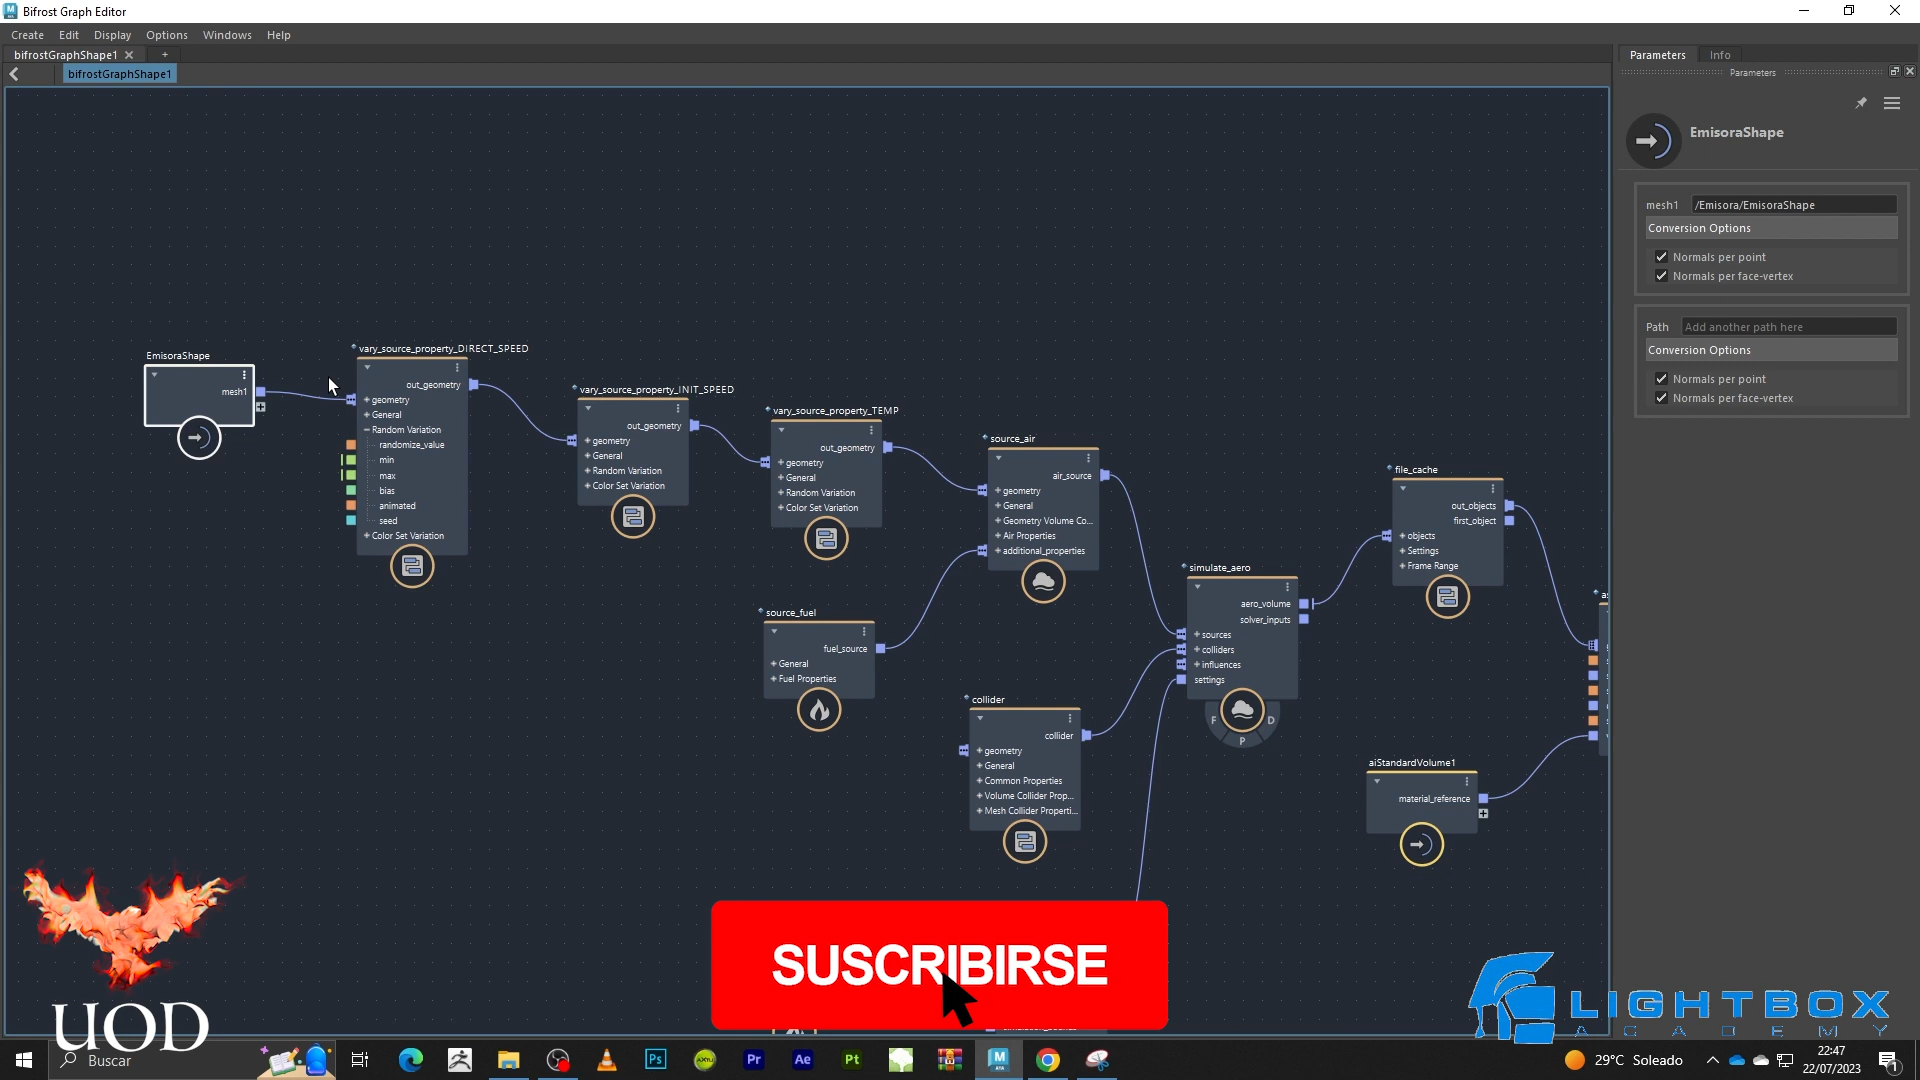 Bifrost Graph Editor
Create Edit Display Options Windows Help
bifrostGraphShape1
bifrostGraphShape1
Parameters Info
Parameters
EmisoraShape
mesh1 /Emisora/EmisoraShape
Conversion Options
Normals per point
Normals per face-vertex
Path Add another path here
Conversion Options
Normals per point
Normals per face-vertex
EmisoraShape
mesh1
vary_source_property_DIRECT_SPEED
out_geometry
geometry
General
Random Variation
randomize_value
min
max
bias
animated
seed
Color Set Variation
vary_source_property_INIT_SPEED
out_geometry
geometry
General
Random Variation
Color Set Variation
vary_source_property_TEMP
out_geometry
geometry
General
Random Variation
Color Set Variation
source_air
air_source
geometry
General
Geometry Volume Co...
Air Properties
additional_properties
source_fuel
fuel_source
General
Fuel Properties
collider
collider
geometry
General
Common Properties
Volume Collider Prop...
Mesh Collider Properti...
simulate_aero
aero_volume
solver_inputs
sources
colliders
influences
settings
F D
P
file_cache
out_objects
first_object
objects
Settings
Frame Range
aiStandardVolume1
material_reference
SUSCRIBIRSE
UOD
LIGHTBOX
ACADEMY
Buscar
Ps
Pr
Ae
Pt
M
29°C Soleado
22:47
22/07/2023
1